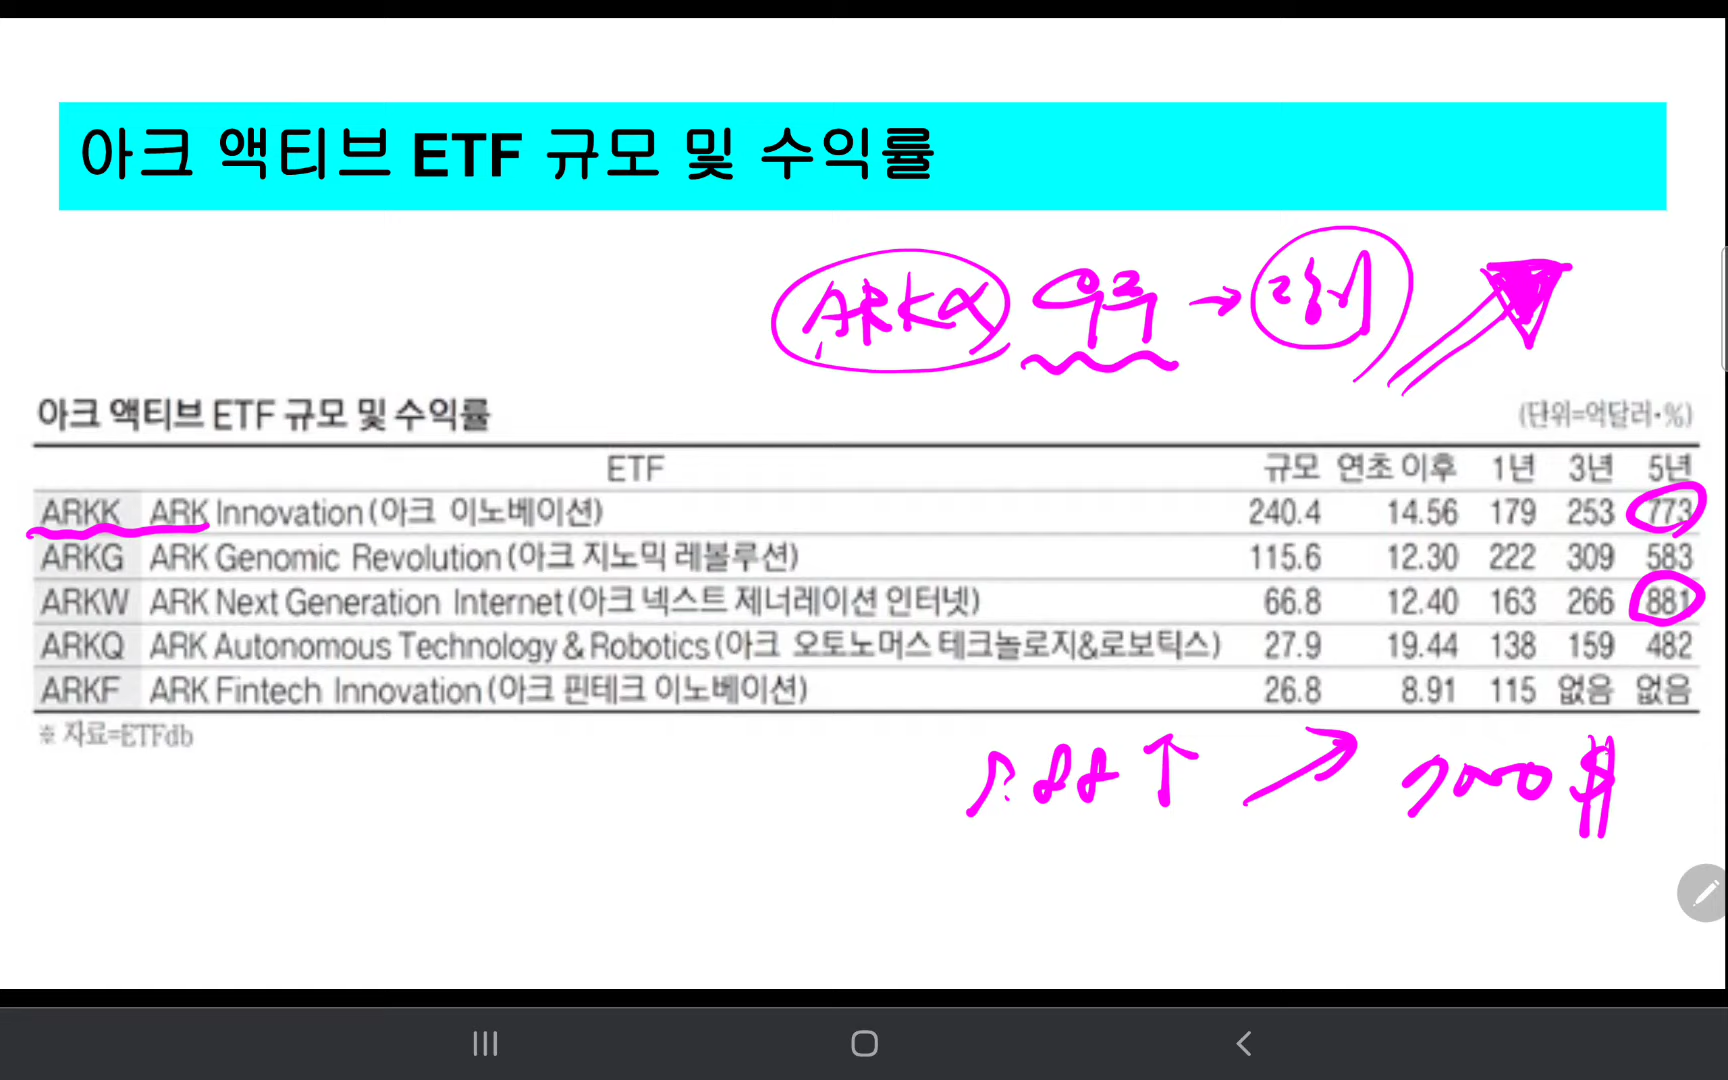 아크 액티브 ETF 규모 및 수익률
ARKX 우주 →
아크 액티브 ETF 규모 및 수익률 (단위=억달러·%)
ETF 규모 연초 이후 1년 3년 5년
ARKK ARK Innovation(아크 이노베이션) 240.4 14.56 179 253 773
ARKG ARK Genomic Revolution(아크 지노믹 레볼루션) 115.6 12.30 222 309 583
ARKW ARK Next Generation Internet(아크 넥스트 제너레이션 인터넷) 66.8 12.40 163 266 881
ARKQ ARK Autonomous Technology & Robotics(아크 오토노머스 테크놀로지&로보틱스) 27.9 19.44 138 159 482
ARKF ARK Fintech Innovation(아크 핀테크 이노베이션) 26.8 8.91 115 없음 없음
※ 자료=ETFdb